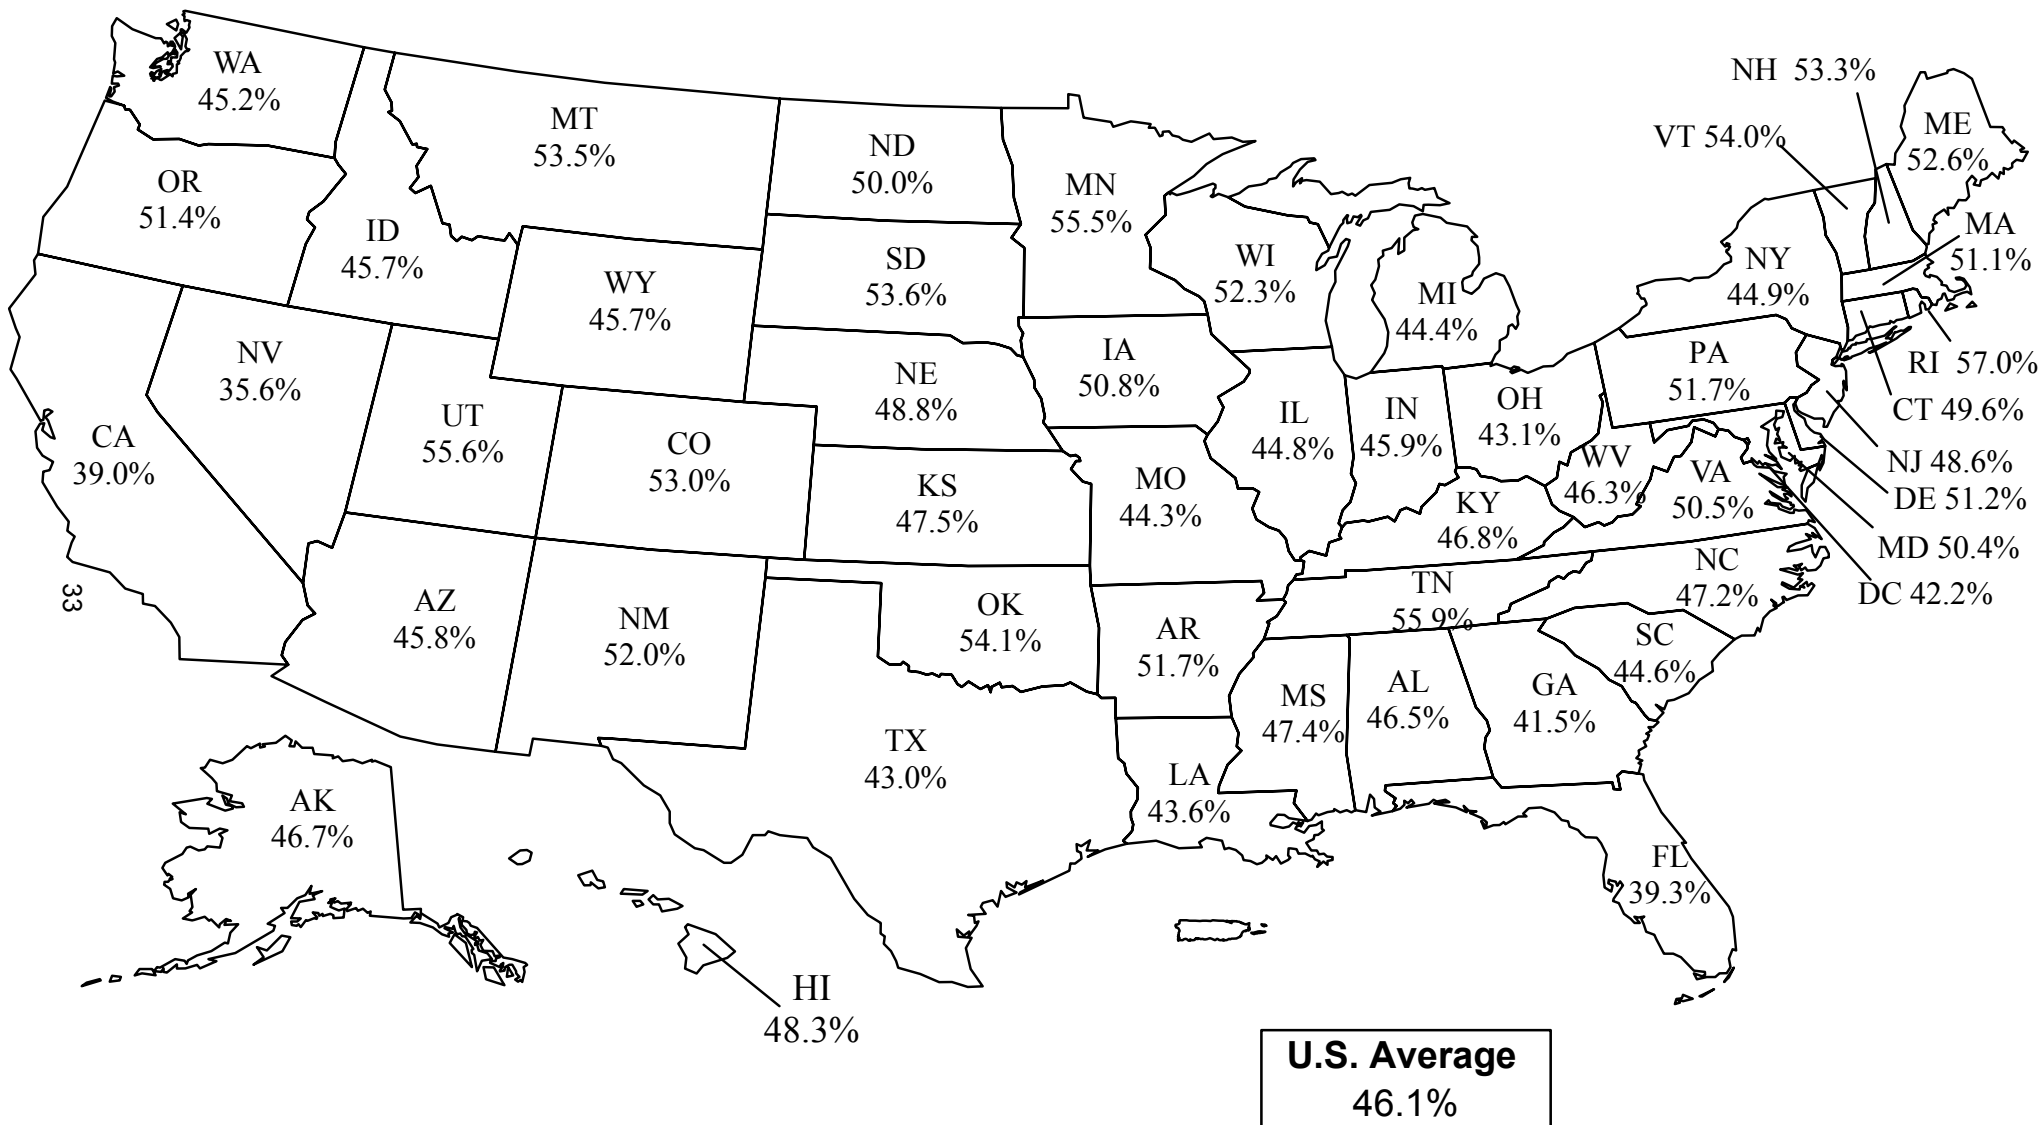 WA
45.2%
OR
51.4%
ID
45.7%
MT
53.5%
ND
50.0%
MN
55.5%
SD
53.6%
WY
45.7%
WI
52.3%
MI
44.4%
NH 53.3%
VT 54.0%
ME
52.6%
MA
51.1%
NY
44.9%
RI 57.0%
CT 49.6%
NJ 48.6%
DE 51.2%
MD 50.4%
DC 42.2%
PA
51.7%
NV
35.6%
CA
39.0%
UT
55.6%
CO
53.0%
NE
48.8%
KS
47.5%
IA
50.8%
MO
44.3%
IL
44.8%
IN
45.9%
OH
43.1%
WV
46.3%
VA
50.5%
KY
46.8%
NC
47.2%
TN
55.9%
SC
44.6%
33
AZ
45.8%
NM
52.0%
OK
54.1%
AR
51.7%
MS
47.4%
AL
46.5%
GA
41.5%
TX
43.0%
LA
43.6%
FL
39.3%
AK
46.7%
HI
48.3%
U.S. Average
46.1%